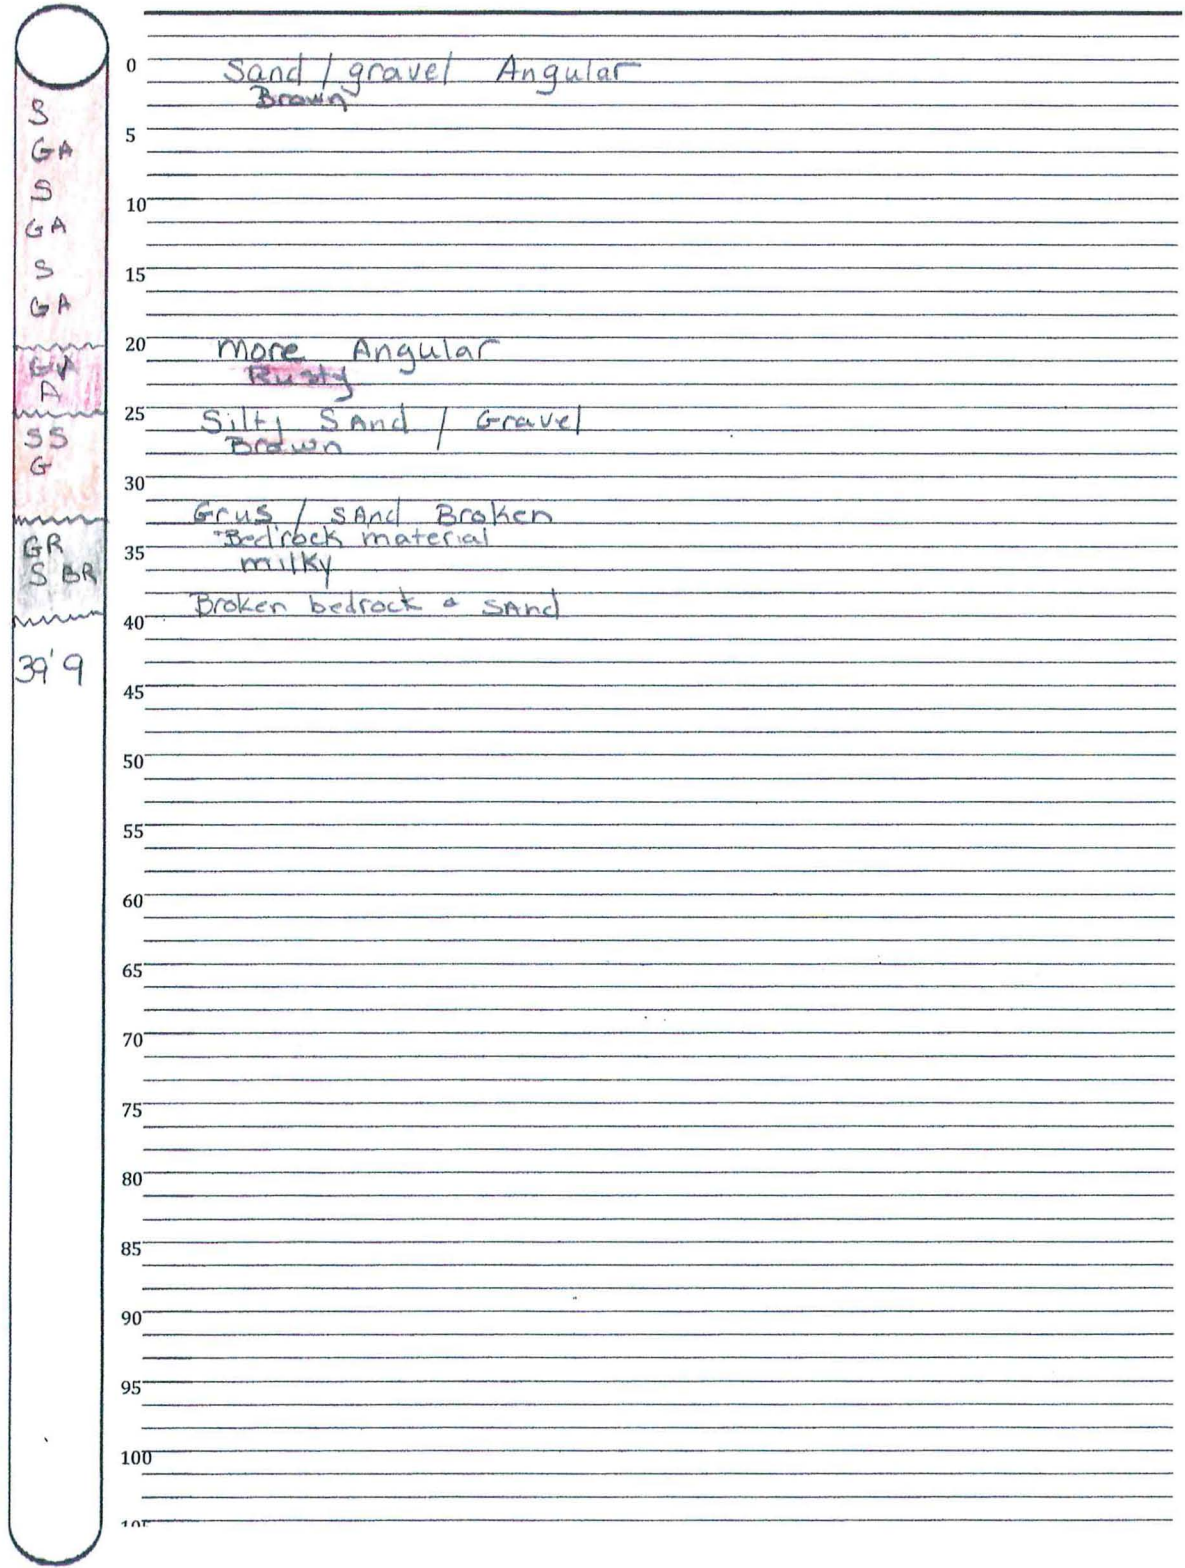 0
Sand / gravel Angular
Brown
S
5
GA
S
10
GA
S
15
GA
20
More Angular
Rusty
G
A
25
Silty SAnd / Gravel
Brown
SS
G
30
Grus / SAnd Broken
Bedrock material
GR
35
milky
S BR
Broken bedrock & SAnd
40
39'9
45
50
55
60
65
70
75
80
85
90
95
100